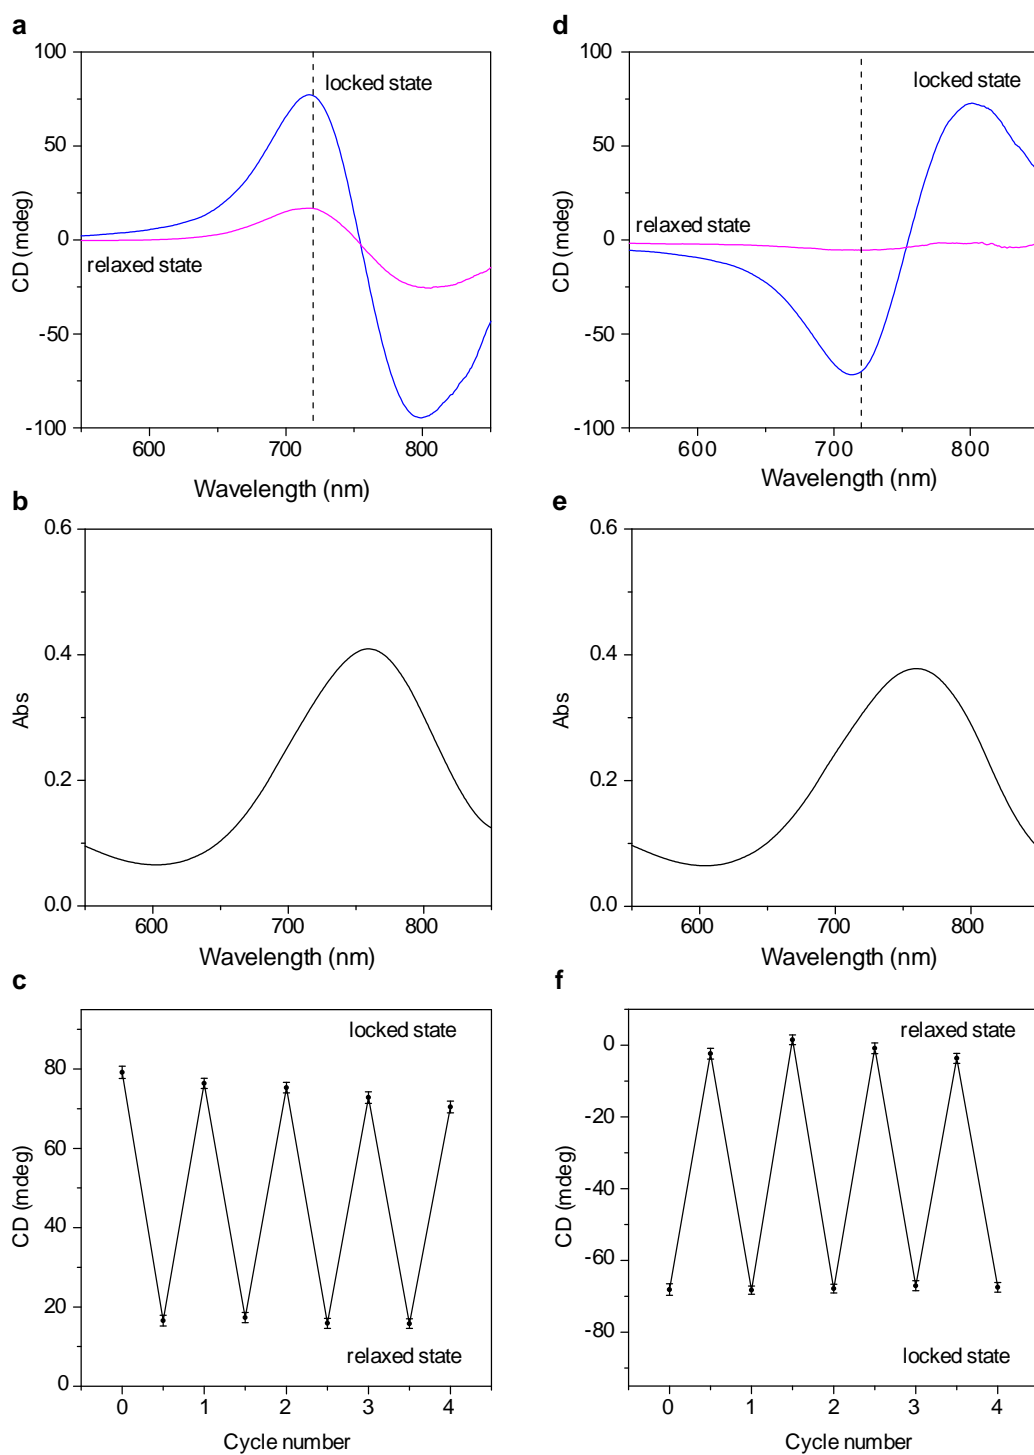 a
100
50
0
-50
-100
CD (mdeg)
locked state
relaxed state
600
700
800
Wavelength (nm)
b
0.6
0.4
0.2
0.0
Abs
600
700
800
Wavelength (nm)
c
80
60
40
20
0
CD (mdeg)
locked state
relaxed state
0
1
2
3
4
Cycle number
d
100
50
0
-50
-100
CD (mdeg)
locked state
relaxed state
600
700
800
Wavelength (nm)
e
0.6
0.4
0.2
0.0
Abs
600
700
800
Wavelength (nm)
f
0
-20
-40
-60
-80
CD (mdeg)
relaxed state
locked state
0
1
2
3
4
Cycle number